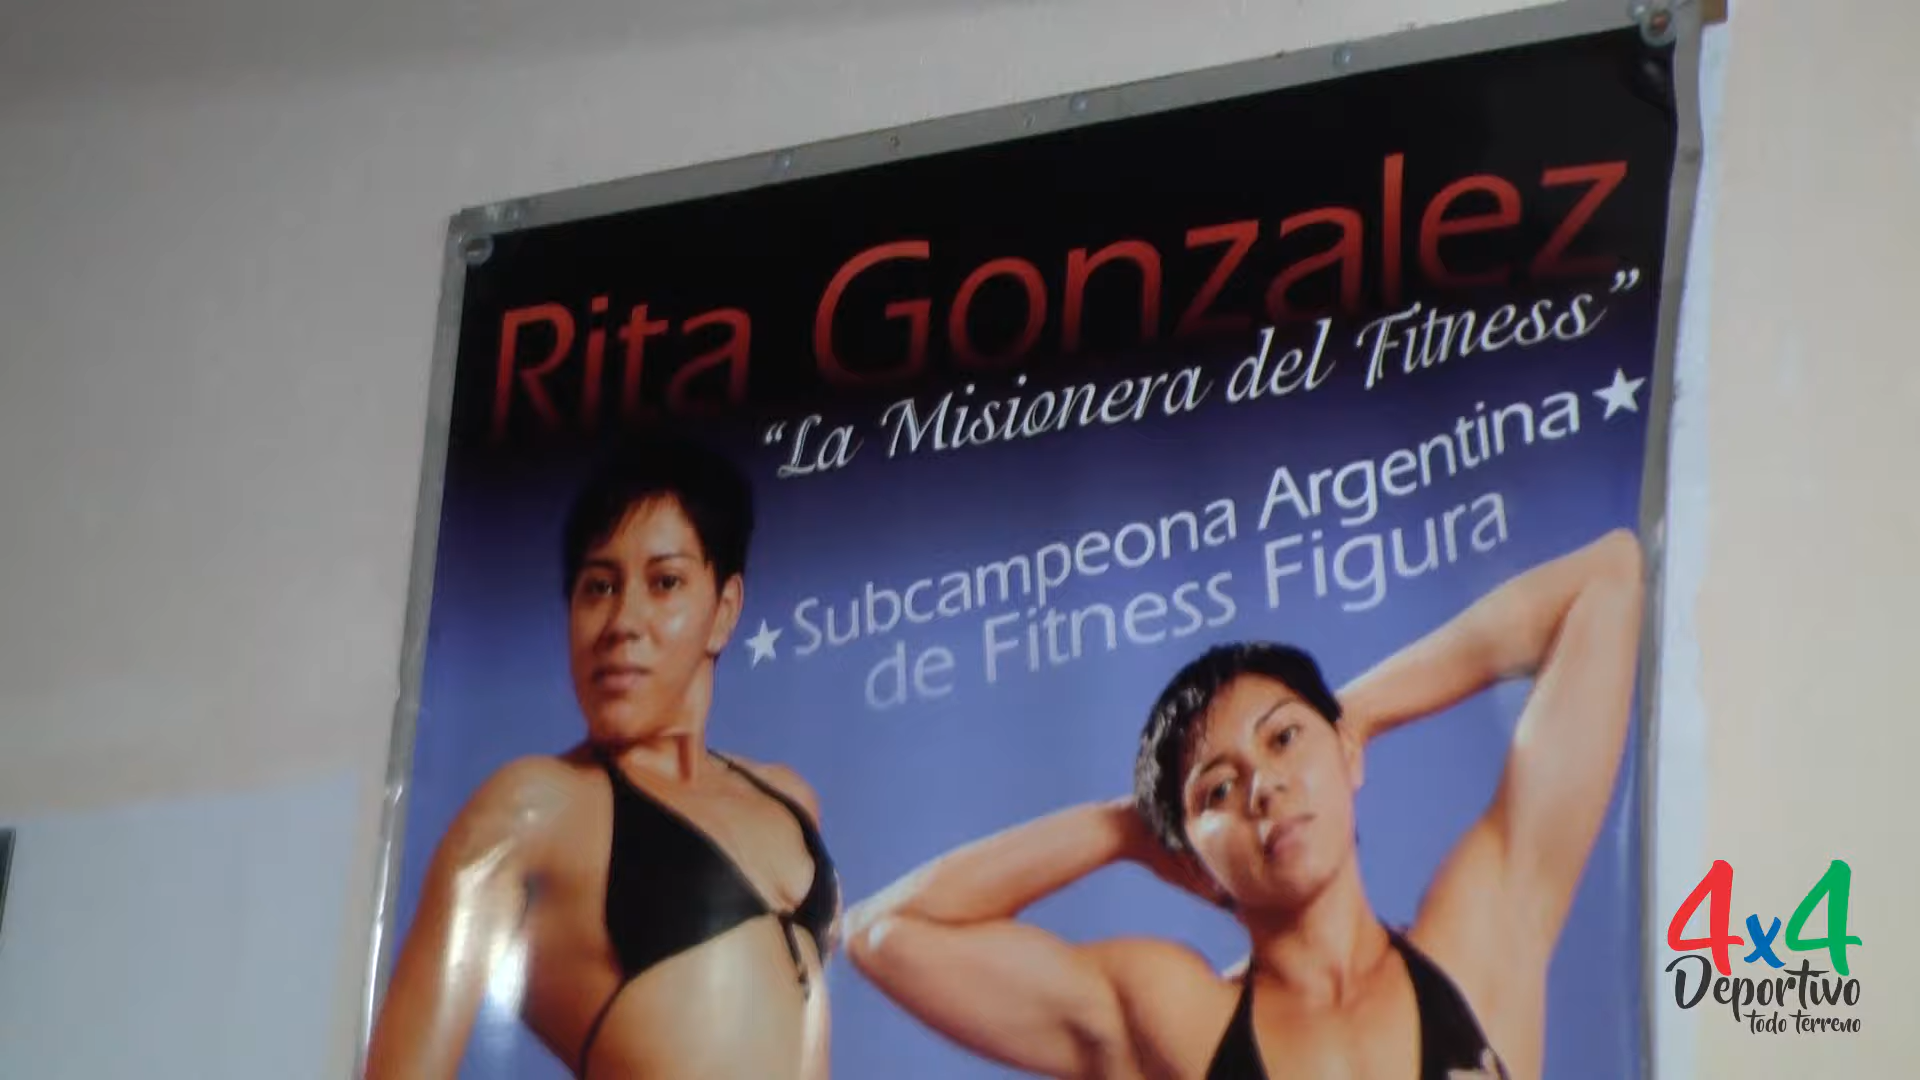 Rita Gonzalez
“La Misionera del Fitness”
★ Subcampeona Argentina ★
de Fitness Figura
4x4
Deportivo
todo terreno